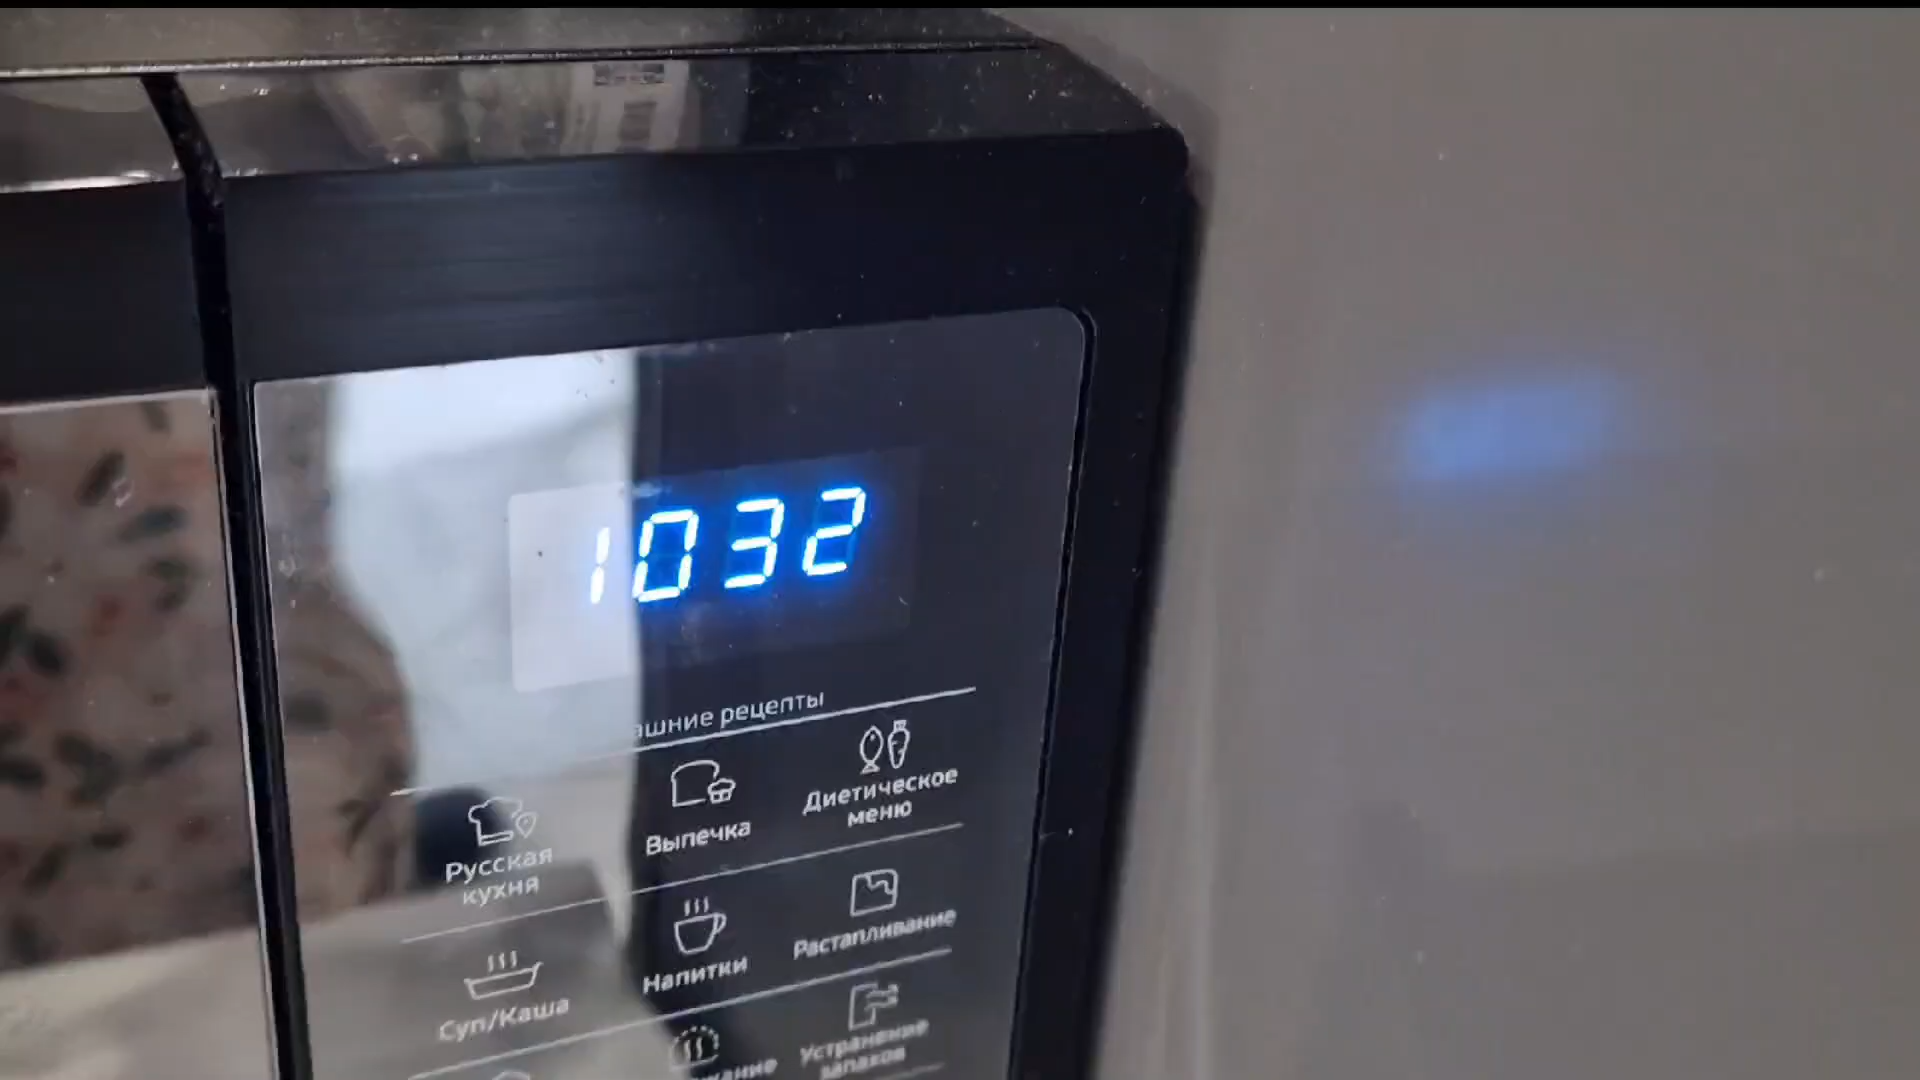 1032
ашние рецепты
Русская
кухня
Выпечка
Диетическое
меню
Суп/Каша
Напитки
Растапливание
Устранение
запахов